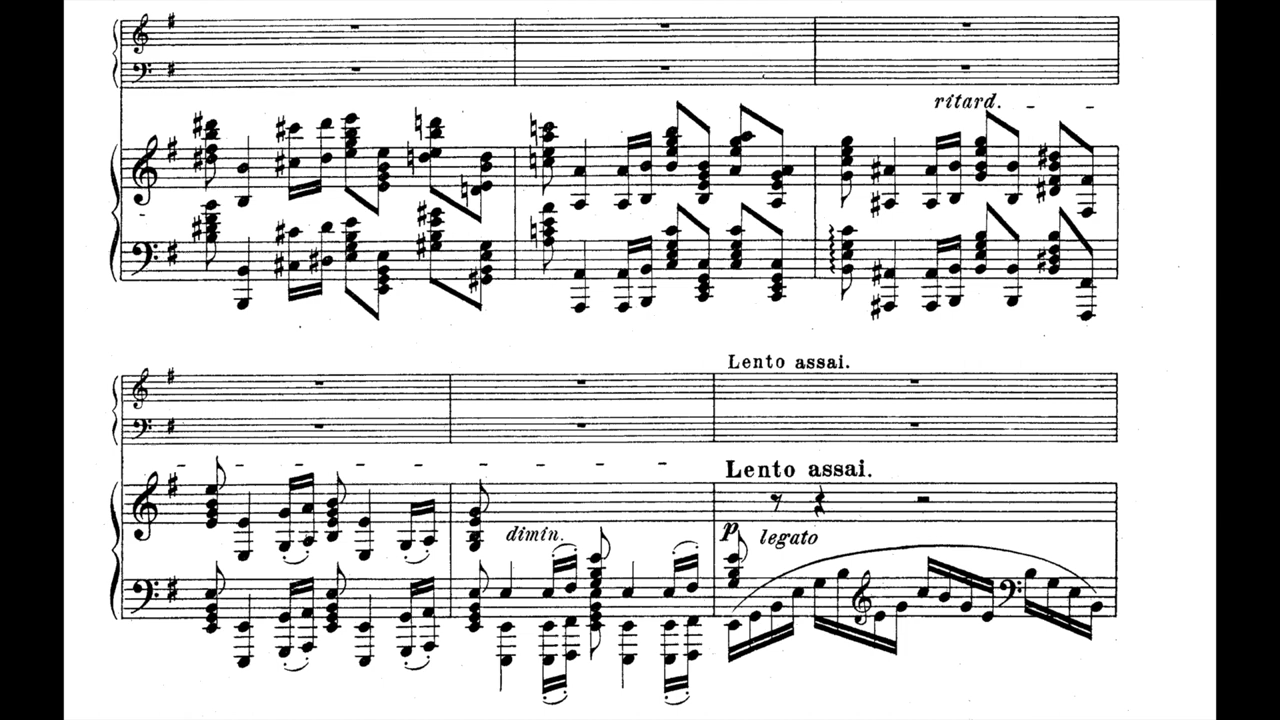 ritard.
Lento assai.
Lento assai.
dimin.
p legato